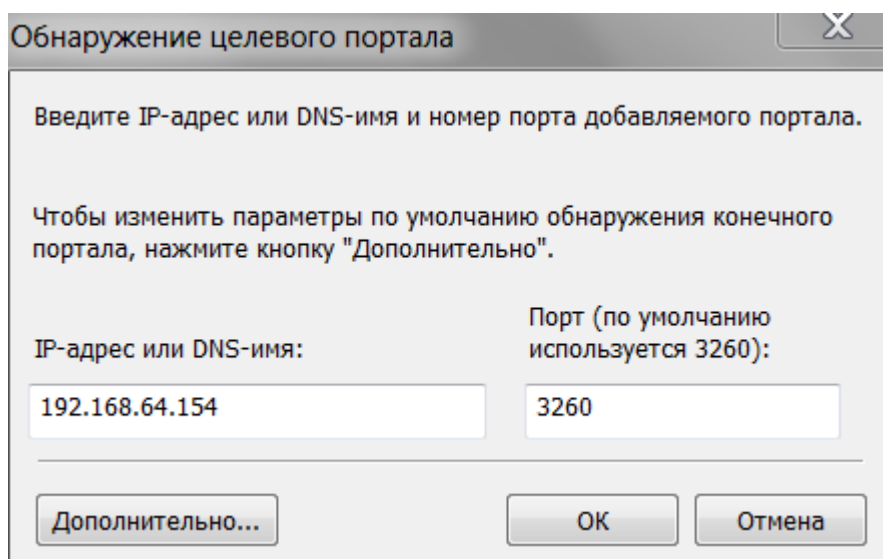 Обнаружение целевого портала
Введите IP-адрес или DNS-имя и номер порта добавляемого портала.
Чтобы изменить параметры по умолчанию обнаружения конечного
портала, нажмите кнопку "Дополнительно".
IP-адрес или DNS-имя:
Порт (по умолчанию
используется 3260):
192.168.64.154
3260
Дополнительно...
ОК
Отмена